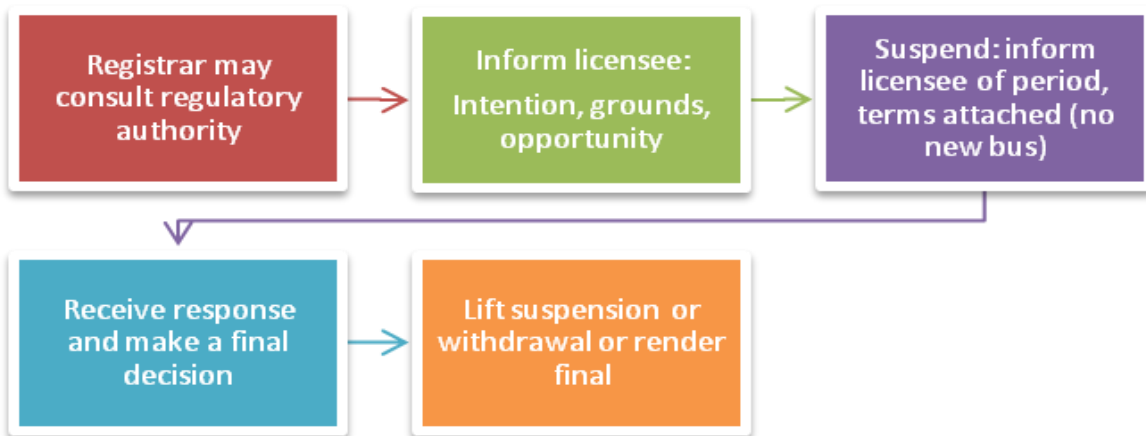 Registrar may
consult regulatory
authority
Inform licensee:
Intention, grounds,
opportunity
Suspend: inform
licensee of period,
terms attached (no
new bus)
Receive response
and make a final
decision
Lift suspension or
withdrawal or render
final